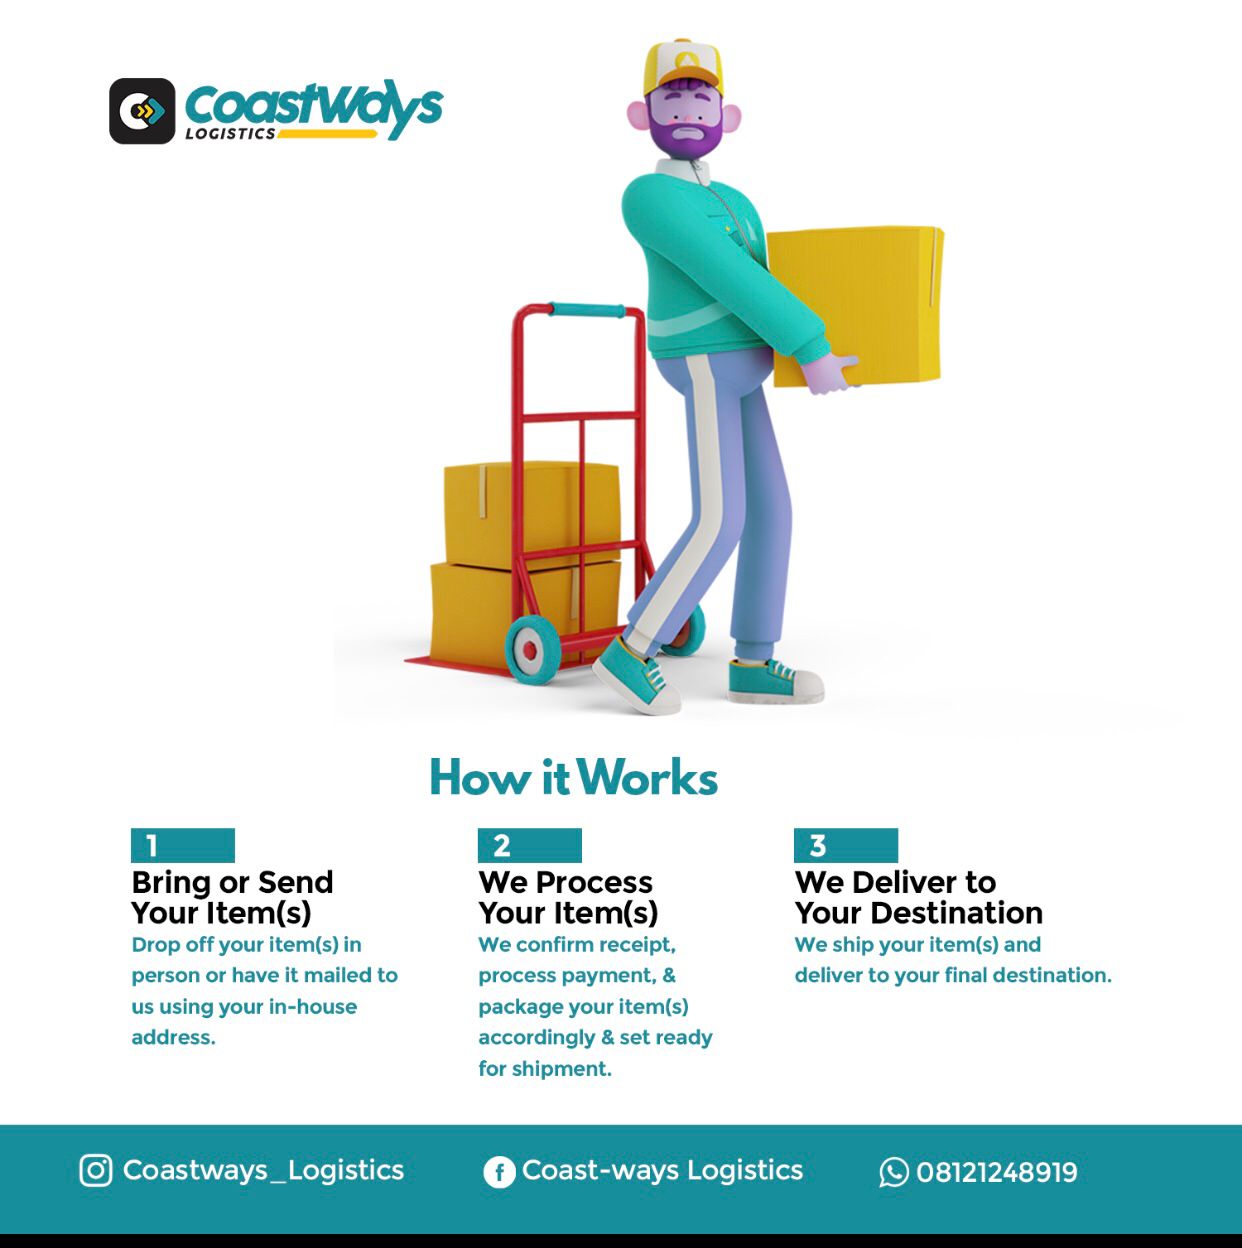 CoastWays
LOGISTICS
How it Works
1
Bring or Send
Your Item(s)
Drop off your item(s) in
person or have it mailed to
us using your in-house
address.
2
We Process
Your Item(s)
We confirm receipt,
process payment, &
package your item(s)
accordingly & set ready
for shipment.
3
We Deliver to
Your Destination
We ship your item(s) and
deliver to your final destination.
Coastways_Logistics
Coast-ways Logistics
08121248919